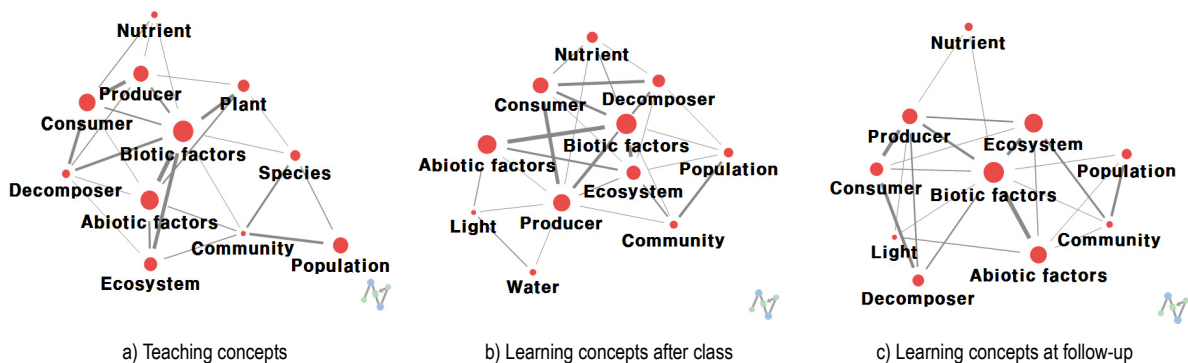 Nutrient
Producer
Plant
Consumer
Biotic factors
Species
Decomposer
Abiotic factors
Community
Population
Ecosystem
a) Teaching concepts
Nutrient
Consumer
Decomposer
Biotic factors
Abiotic factors
Population
Ecosystem
Light
Producer
Community
Water
b) Learning concepts after class
Nutrient
Producer
Ecosystem
Population
Consumer
Biotic factors
Community
Light
Abiotic factors
Decomposer
c) Learning concepts at follow-up